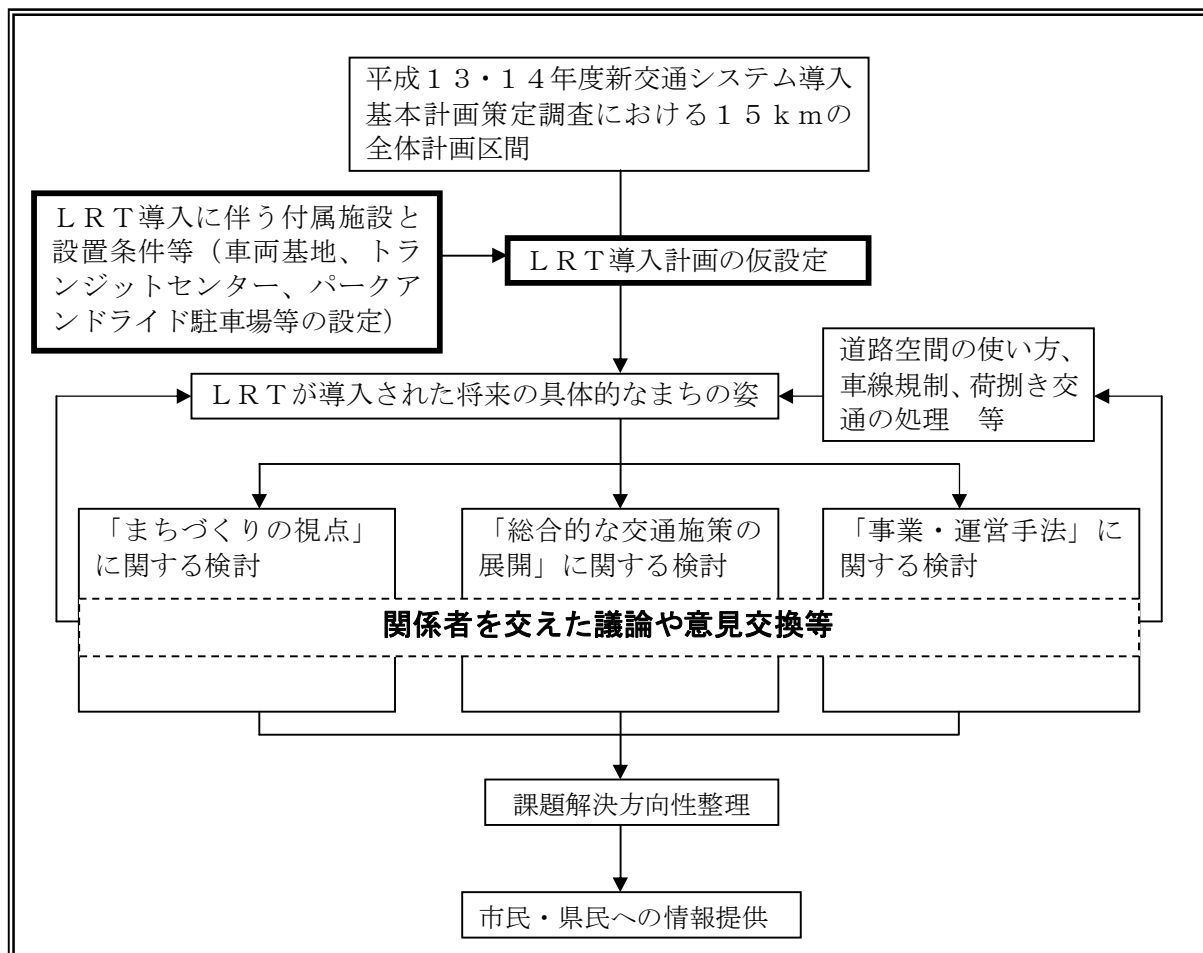 平成１３・１４年度新交通システム導入
基本計画策定調査における１５ｋｍの
全体計画区間
ＬＲＴ導入に伴う付属施設と
設置条件等（車両基地、トラ
ンジットセンター、パークア
ンドライド駐車場等の設定）
ＬＲＴ導入計画の仮設定
道路空間の使い方、
車線規制、荷捌き交
通の処理　等
ＬＲＴが導入された将来の具体的なまちの姿
「まちづくりの視点」
に関する検討
「総合的な交通施策の
展開」に関する検討
「事業・運営手法」に
関する検討
関係者を交えた議論や意見交換等
課題解決方向性整理
市民・県民への情報提供